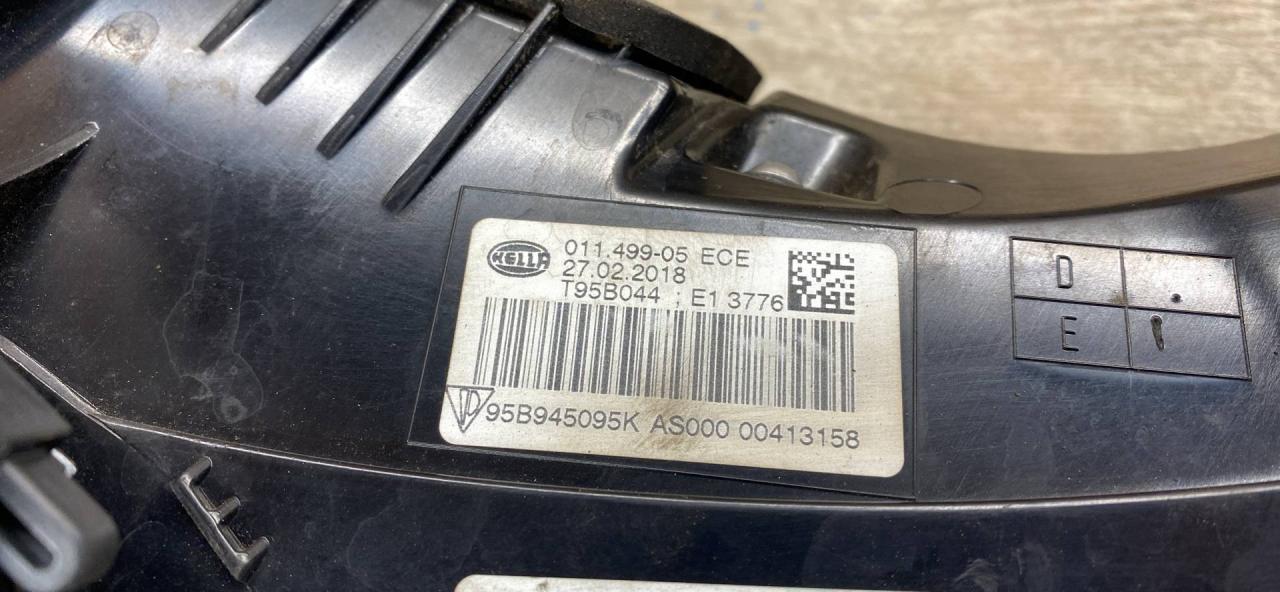 HELLA
011.499-05 ECE
27.02.2018
T95B044 ; E1 3776
95B945095K AS000 00413158
D
E
E